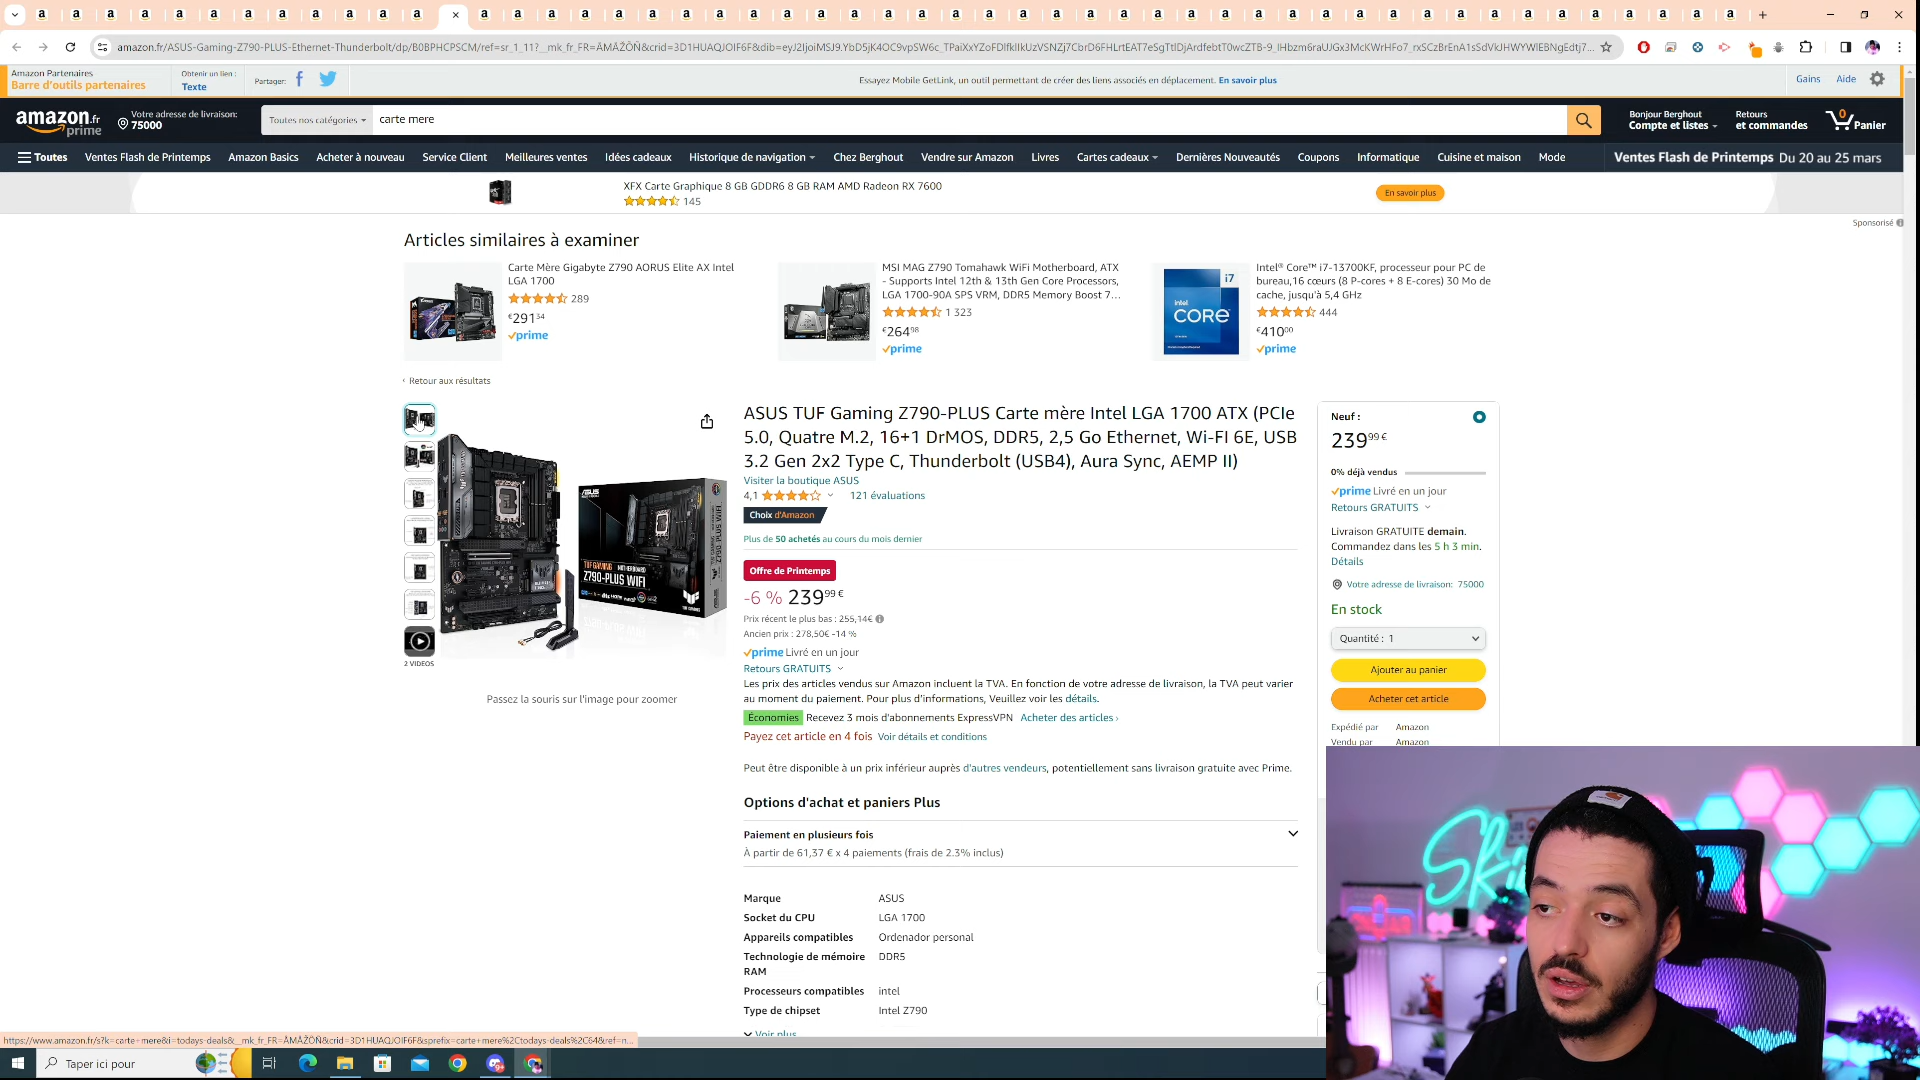 amazon.fr/ASUS-Gaming-Z790-PLUS-Ethernet-Thunderbolt/dp/B0BPHCPSCM/ref=sr_1_11?__mk_fr_FR=ÅMÅŽÕÑ&crid=3D1HUAQJOIF6F&dib=
Amazon Partenaires
Barre d'outils partenaires
Obtenir un lien :
Texte
Partager:
Essayez Mobile GetLink, un outil permettant de créer des liens associés en déplacement. En savoir plus
Gains
Aide
amazon.fr
prime
Votre adresse de livraison:
75000
Toutes nos catégories
carte mere
Bonjour Berghout
Compte et listes
Retours
et commandes
0
Panier
Toutes
Ventes Flash de Printemps
Amazon Basics
Acheter à nouveau
Service Client
Meilleures ventes
Idées cadeaux
Historique de navigation
Chez Berghout
Vendre sur Amazon
Livres
Cartes cadeaux
Dernières Nouveautés
Coupons
Informatique
Cuisine et maison
Mode
Ventes Flash de Printemps Du 20 au 25 mars
XFX Carte Graphique 8 GB GDDR6 8 GB RAM AMD Radeon RX 7600
145
En savoir plus
Sponsorisé
Articles similaires à examiner
Carte Mère Gigabyte Z790 AORUS Elite AX Intel
LGA 1700
289
€29134
prime
MSI MAG Z790 Tomahawk WiFi Motherboard, ATX
- Supports Intel 12th & 13th Gen Core Processors,
LGA 1700-90A SPS VRM, DDR5 Memory Boost 7…
1 323
€26498
prime
i7
intel
CORE
Intel® Core™ i7-13700KF, processeur pour PC de
bureau,16 cœurs (8 P-cores + 8 E-cores) 30 Mo de
cache, jusqu'à 5,4 GHz
444
€41000
prime
‹ Retour aux résultats
ASUS TUF Gaming Z790-PLUS Carte mère Intel LGA 1700 ATX (PCIe
5.0, Quatre M.2, 16+1 DrMOS, DDR5, 2,5 Go Ethernet, Wi-FI 6E, USB
3.2 Gen 2x2 Type C, Thunderbolt (USB4), Aura Sync, AEMP II)
Visiter la boutique ASUS
4,1
121 évaluations
Choix d'Amazon
Plus de 50 achetés au cours du mois dernier
Offre de Printemps
-6 % 23999€
Prix récent le plus bas : 255,14€
Ancien prix : 278,50€ -14 %
prime Livré en un jour
Retours GRATUITS
Les prix des articles vendus sur Amazon incluent la TVA. En fonction de votre adresse de livraison, la TVA peut varier
au moment du paiement. Pour plus d'informations, Veuillez voir les détails.
Économies Recevez 3 mois d'abonnements ExpressVPN Acheter des articles ›
Payez cet article en 4 fois Voir détails et conditions
Peut être disponible à un prix inférieur auprès d'autres vendeurs, potentiellement sans livraison gratuite avec Prime.
Options d'achat et paniers Plus
Paiement en plusieurs fois
À partir de 61,37 € x 4 paiements (frais de 2.3% inclus)
Marque ASUS
Socket du CPU LGA 1700
Appareils compatibles Ordenador personal
Technologie de mémoire DDR5
RAM
Processeurs compatibles intel
Type de chipset Intel Z790
Voir plus
ASUS
TUF GAMING MOTHERBOARD
Z790-PLUS WIFI
2 VIDEOS
Passez la souris sur l'image pour zoomer
Neuf :
23999€
0% déjà vendus
prime Livré en un jour
Retours GRATUITS
Livraison GRATUITE demain.
Commandez dans les 5 h 3 min.
Détails
Votre adresse de livraison: 75000
En stock
Quantité : 1
Ajouter au panier
Acheter cet article
Expédié par Amazon
Vendu par Amazon
https://www.amazon.fr/s?k=carte+mere&i=todays-deals&__mk_fr_FR=ÅMÅŽÕÑ&crid=3D1HUAQJOIF6F&sprefix=carte+mere%2Ctodays-deals%2C64&ref=n...
Taper ici pour